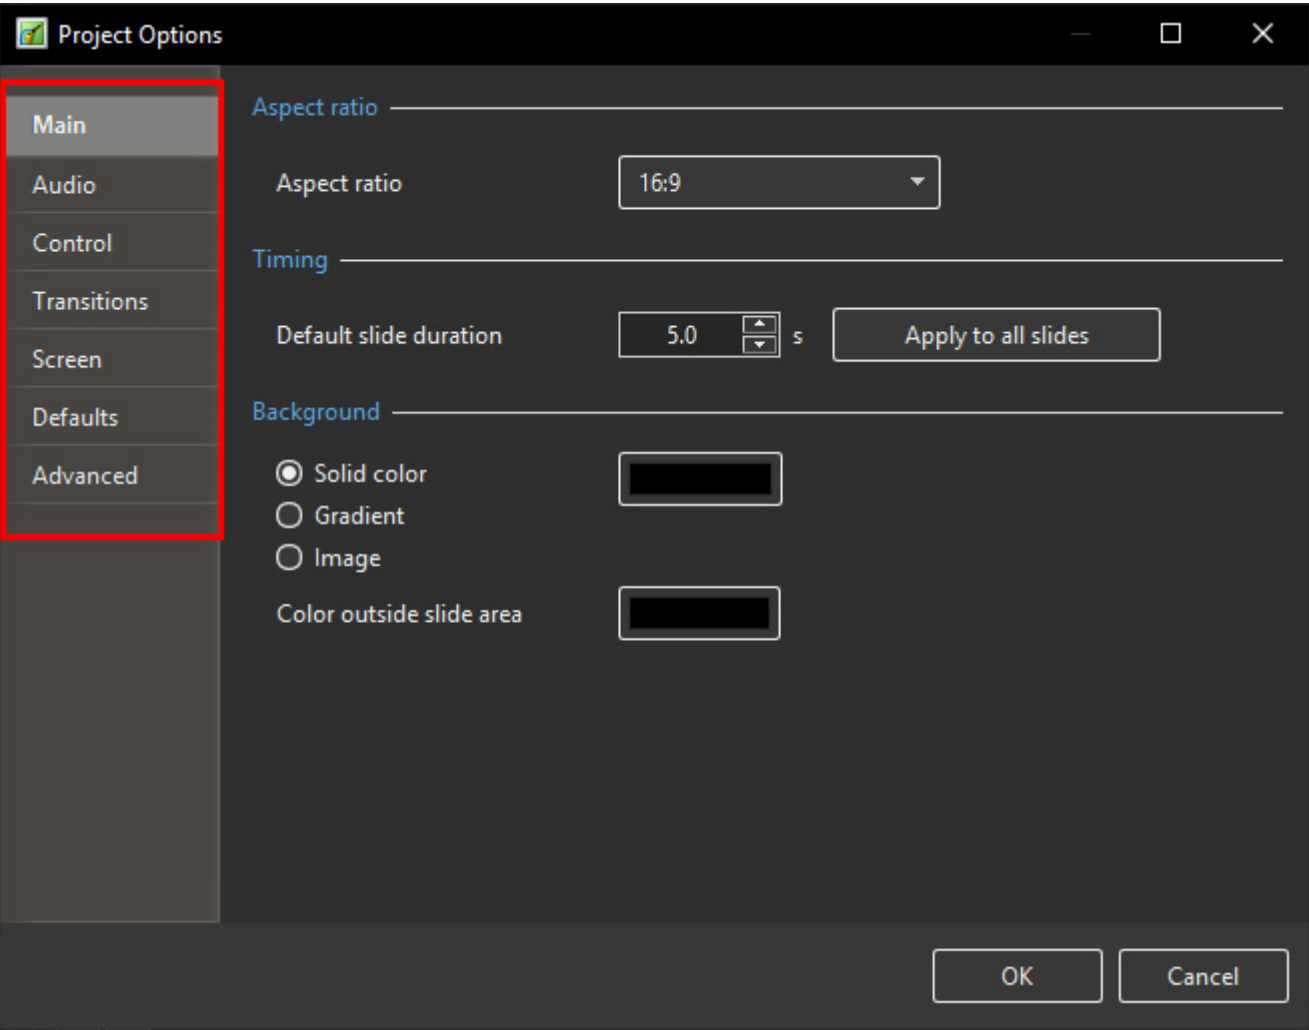 Project Options
Main
Audio
Control
Transitions
Screen
Defaults
Advanced
Aspect ratio
Aspect ratio 16:9
Timing
Default slide duration 5.0 s Apply to all slides
Background
Solid color
Gradient
Image
Color outside slide area
OK Cancel